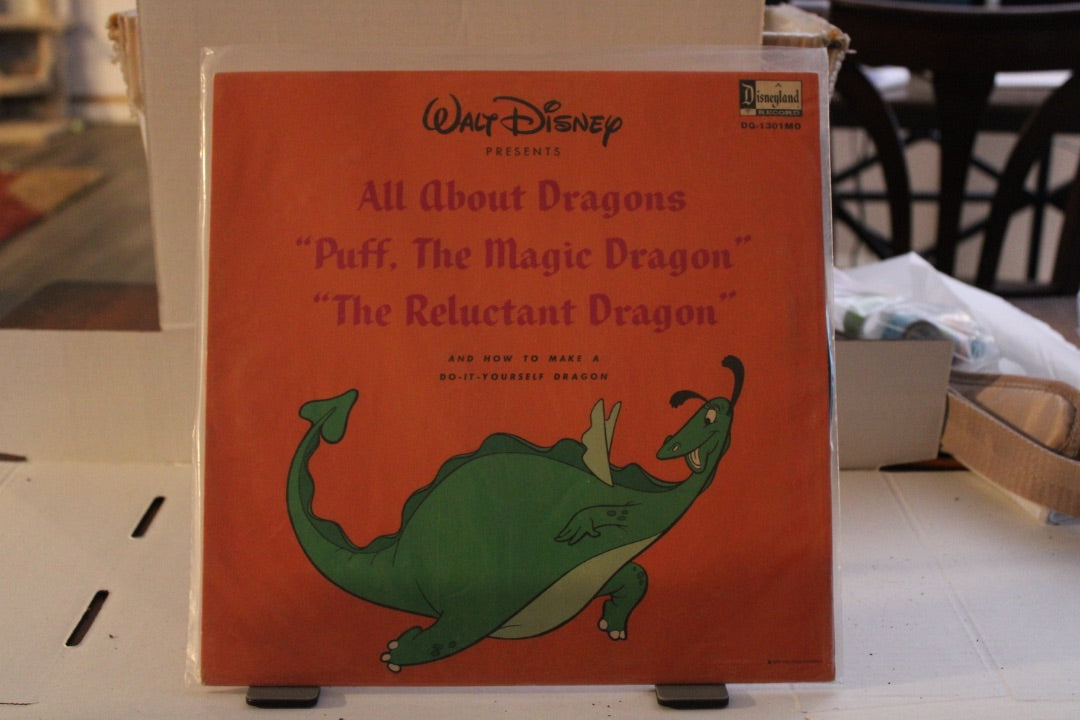 WALT DISNEY
PRESENTS
Disneyland
RECORD
DQ-1301MO
All About Dragons
“Puff, The Magic Dragon”
“The Reluctant Dragon”
AND HOW TO MAKE A
DO-IT-YOURSELF DRAGON